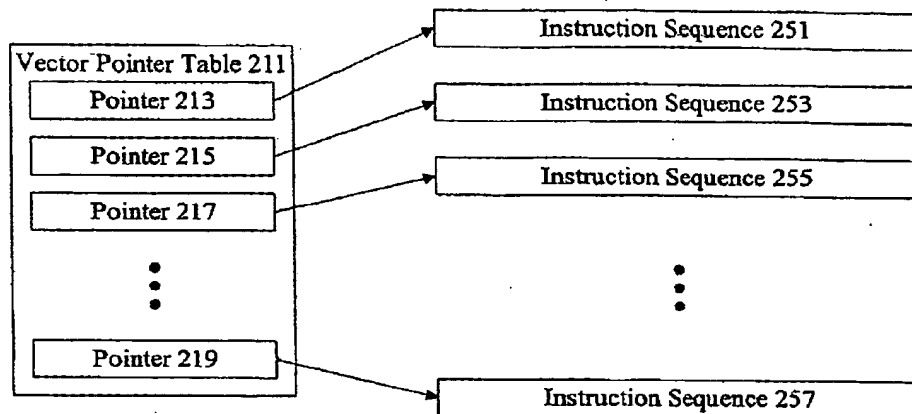 Vector Pointer Table 211
Pointer 213
Pointer 215
Pointer 217
Pointer 219
Instruction Sequence 251
Instruction Sequence 253
Instruction Sequence 255
Instruction Sequence 257